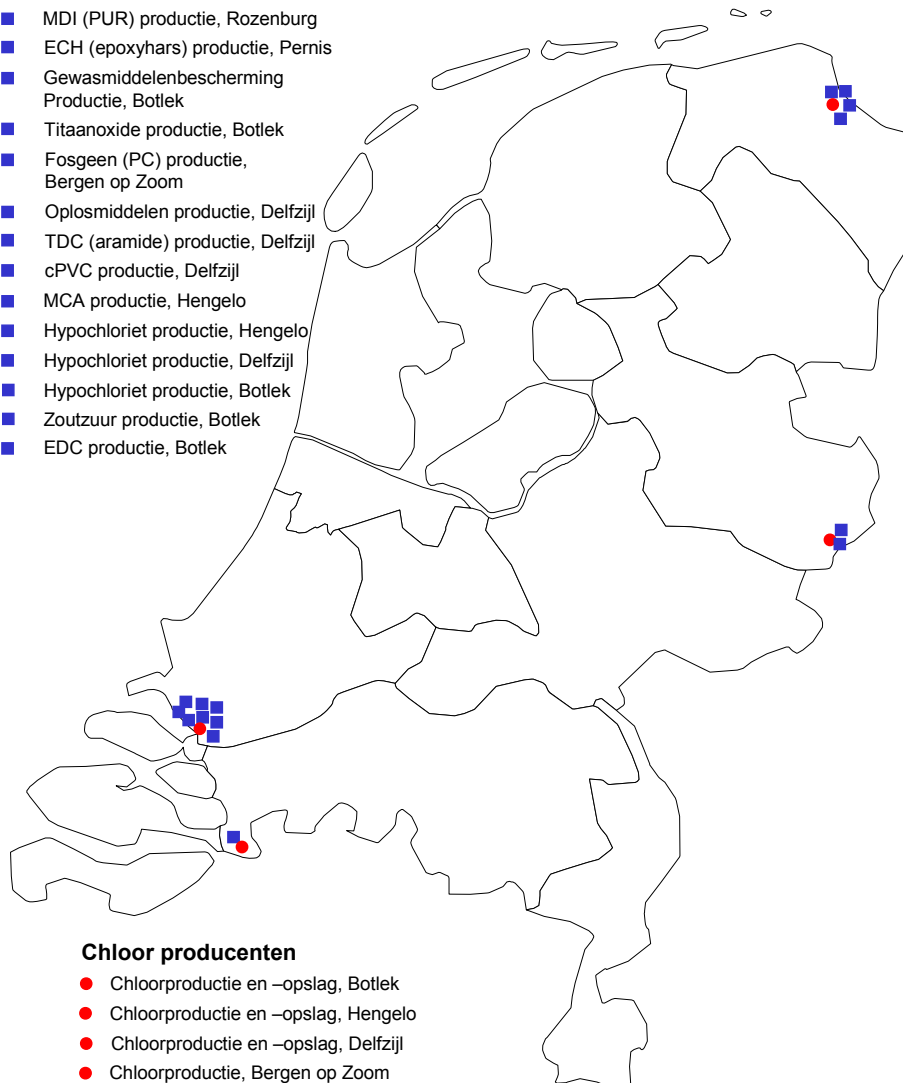 MDI (PUR) productie, Rozenburg
ECH (epoxyhars) productie, Pernis
Gewasmiddelenbescherming
Productie, Botlek
Titaanoxide productie, Botlek
Fosgeen (PC) productie,
Bergen op Zoom
Oplosmiddelen productie, Delfzijl
TDC (aramide) productie, Delfzijl
cPVC productie, Delfzijl
MCA productie, Hengelo
Hypochloriet productie, Hengelo
Hypochloriet productie, Delfzijl
Hypochloriet productie, Botlek
Zoutzuur productie, Botlek
EDC productie, Botlek
Chloor producenten
Chloorproductie en –opslag, Botlek
Chloorproductie en –opslag, Hengelo
Chloorproductie en –opslag, Delfzijl
Chloorproductie, Bergen op Zoom